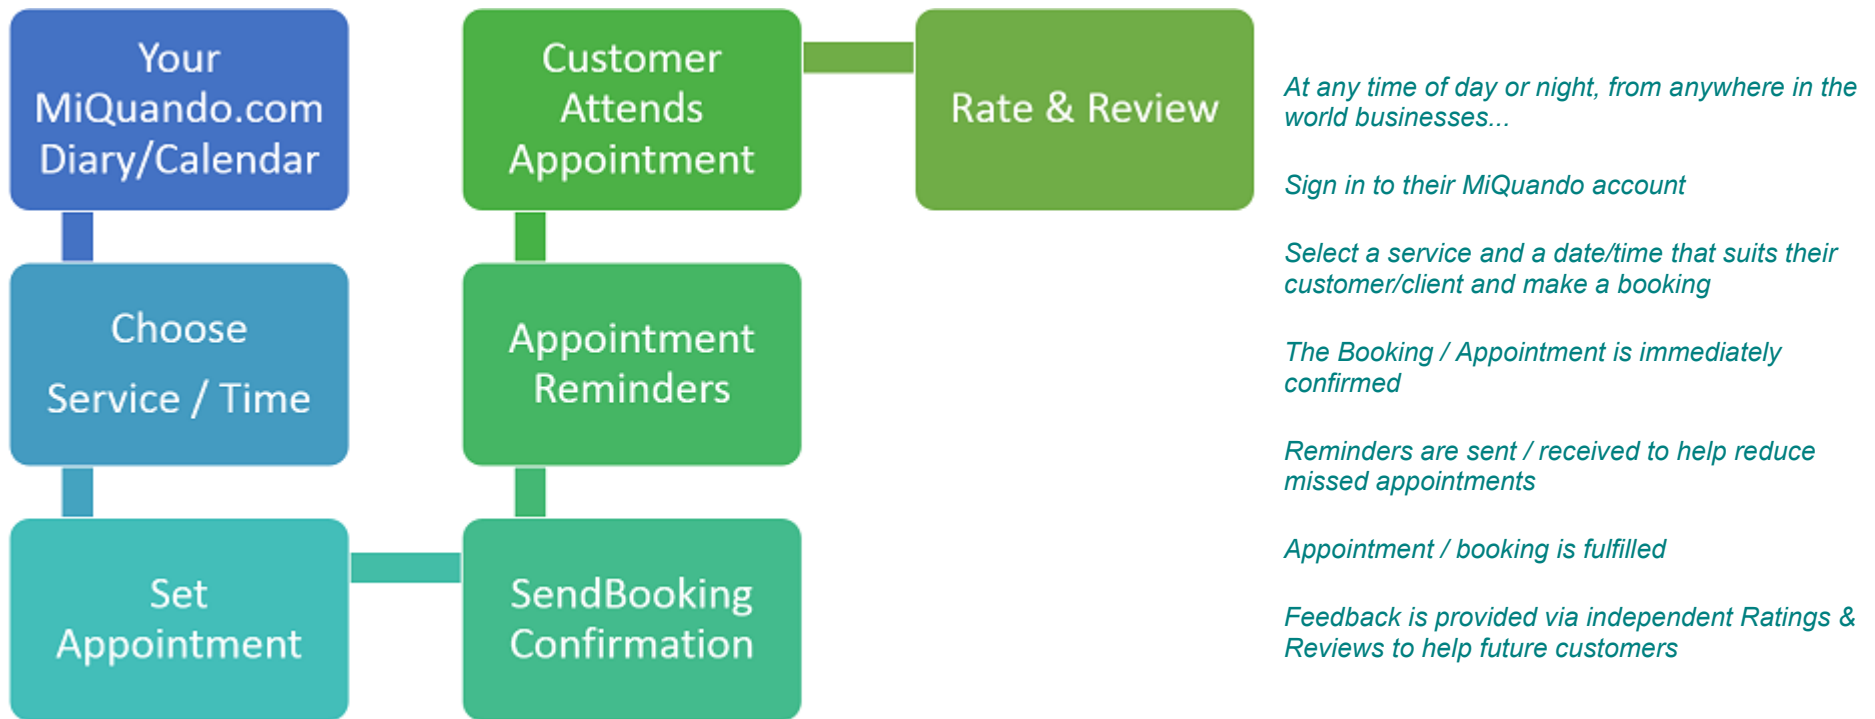 Your
MiQuando.com
Diary/Calendar
Choose
Service / Time
Set
Appointment
SendBooking
Confirmation
Appointment
Reminders
Customer
Attends
Appointment
Rate & Review
At any time of day or night, from anywhere in the
world businesses...
Sign in to their MiQuando account
Select a service and a date/time that suits their
customer/client and make a booking
The Booking / Appointment is immediately
confirmed
Reminders are sent / received to help reduce
missed appointments
Appointment / booking is fulfilled
Feedback is provided via independent Ratings &
Reviews to help future customers